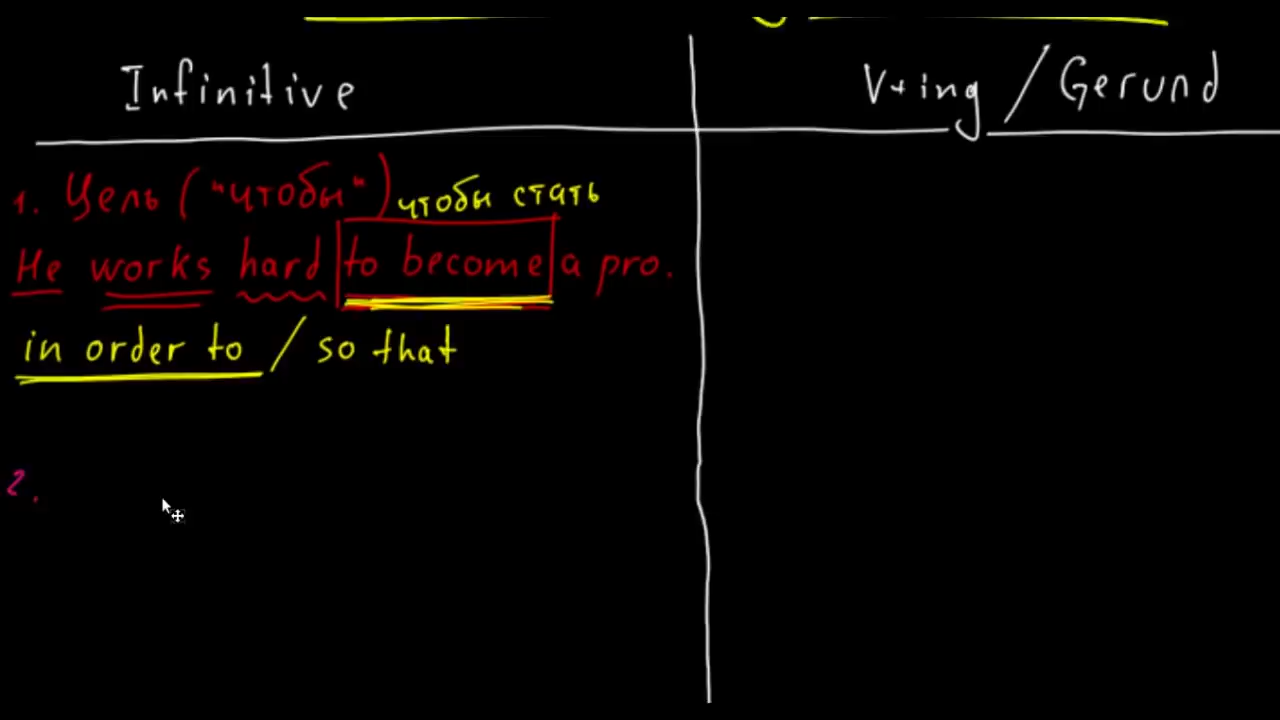 Infinitive
V+ing / Gerund
1. Цель ("чтобы") чтобы стать
He works hard to become a pro.
in order to / so that
2.